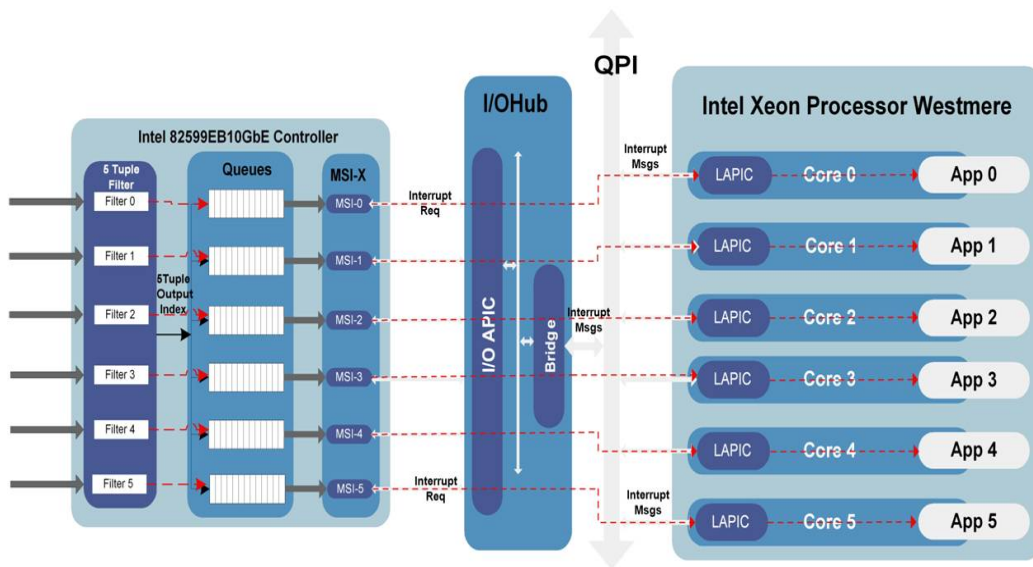 QPI
I/OHub
Intel Xeon Processor Westmere
Intel 82599EB10GbE Controller
5 Tuple
Filter
Queues
MSI-X
Interrupt
Msgs
Filter 0
MSI-0
Interrupt
Req
LAPIC
Core 0
App 0
Filter 1
MSI-1
LAPIC
Core 1
App 1
5Tuple
Output
Index
Filter 2
MSI-2
I/O APIC
Bridge
Interrupt
Msgs
LAPIC
Core 2
App 2
Filter 3
MSI-3
LAPIC
Core 3
App 3
Filter 4
MSI-4
LAPIC
Core 4
App 4
Filter 5
MSI-5
Interrupt
Req
Interrupt
Msgs
LAPIC
Core 5
App 5